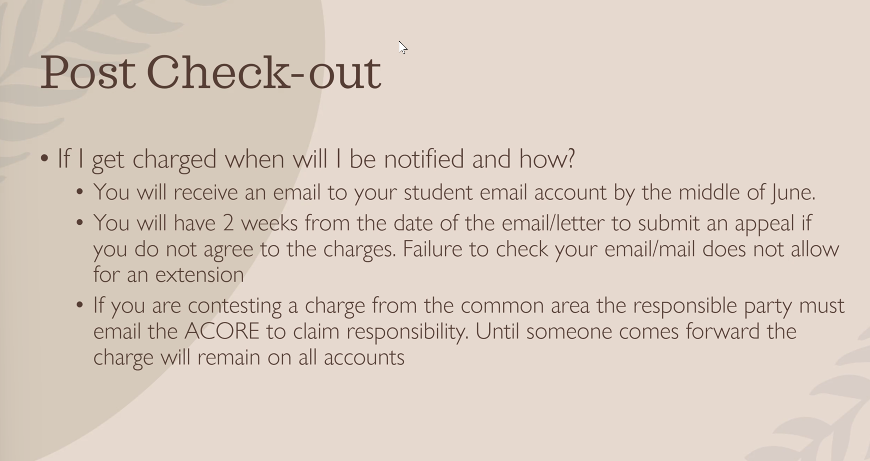 Post Check-out
• If I get charged when will I be notified and how?
• You will receive an email to your student email account by the middle of June.
• You will have 2 weeks from the date of the email/letter to submit an appeal if
you do not agree to the charges. Failure to check your email/mail does not allow
for an extension
• If you are contesting a charge from the common area the responsible party must
email the ACORE to claim responsibility. Until someone comes forward the
charge will remain on all accounts